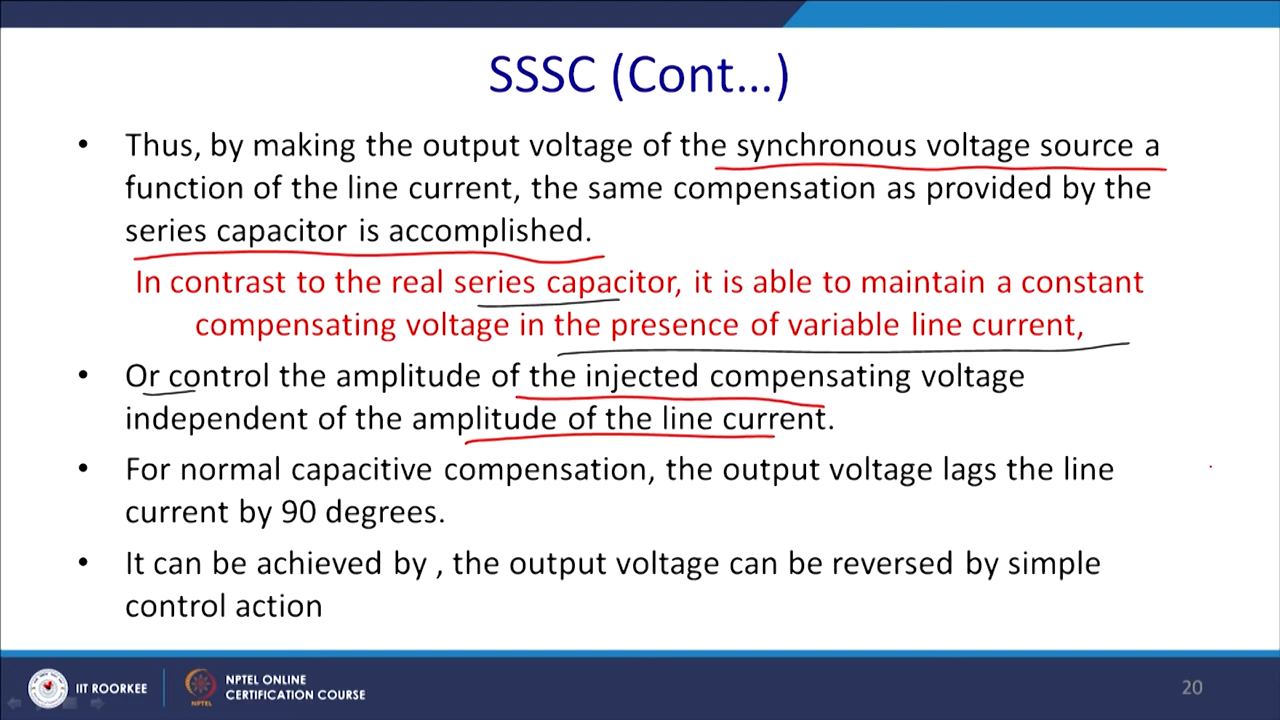 SSSC (Cont...)
• Thus, by making the output voltage of the synchronous voltage source a
function of the line current, the same compensation as provided by the
series capacitor is accomplished.
In contrast to the real series capacitor, it is able to maintain a constant
compensating voltage in the presence of variable line current,
• Or control the amplitude of the injected compensating voltage
independent of the amplitude of the line current.
• For normal capacitive compensation, the output voltage lags the line
current by 90 degrees.
• It can be achieved by , the output voltage can be reversed by simple
control action
IIT ROORKEE
NPTEL
NPTEL ONLINE
CERTIFICATION COURSE
20